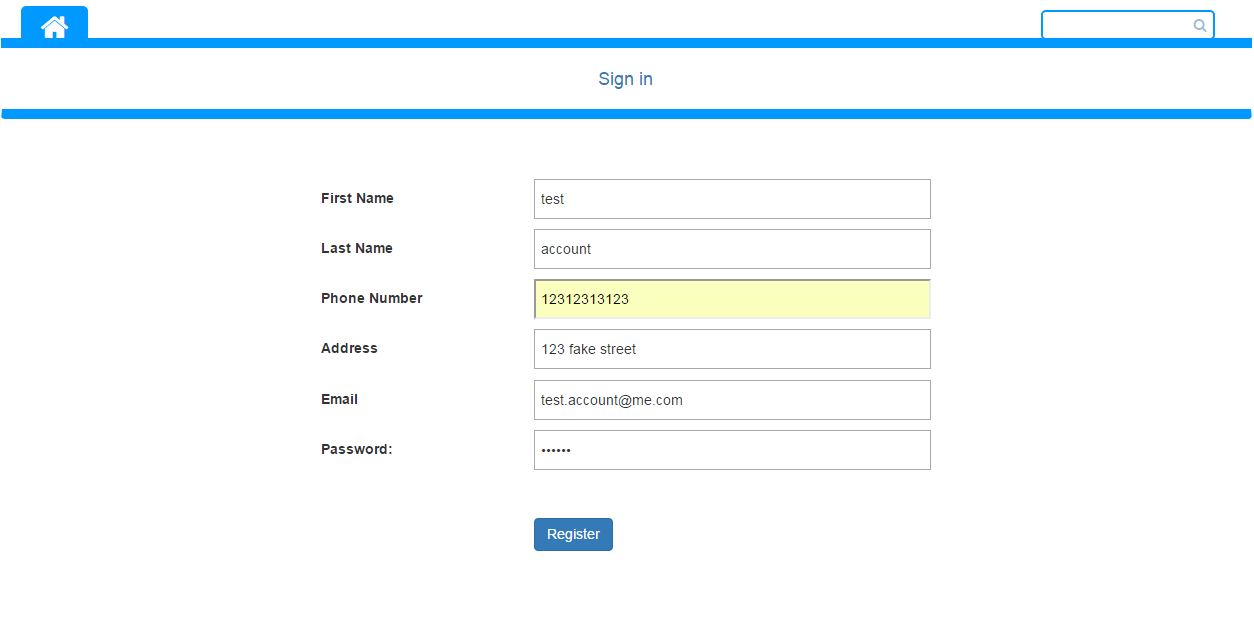 Sign in
First Name test
Last Name account
Phone Number 12312313123
Address 123 fake street
Email test.account@me.com
Password: ••••••
Register